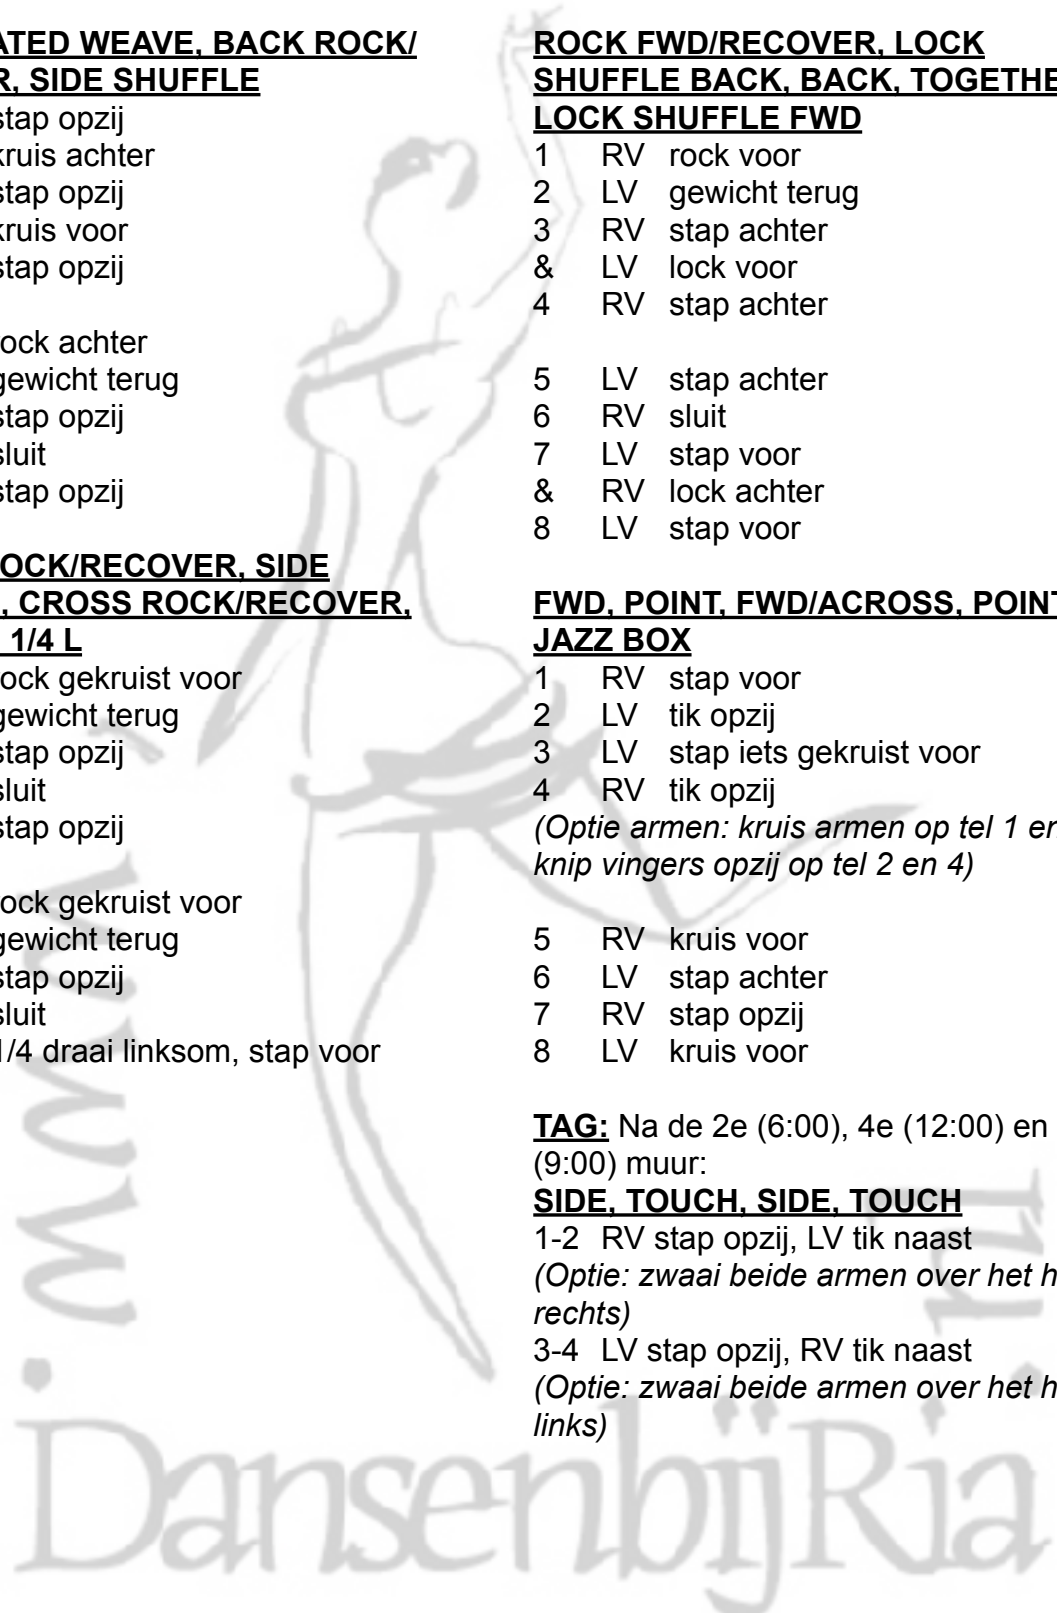 ATED WEAVE, BACK ROCK/
R, SIDE SHUFFLE
stap opzij
kruis achter
stap opzij
kruis voor
stap opzij
rock achter
gewicht terug
stap opzij
sluit
stap opzij
OCK/RECOVER, SIDE
, CROSS ROCK/RECOVER,
1/4 L
rock gekruist voor
gewicht terug
stap opzij
sluit
stap opzij
rock gekruist voor
gewicht terug
stap opzij
sluit
1/4 draai linksom, stap voor
ROCK FWD/RECOVER, LOCK
SHUFFLE BACK, BACK, TOGETHE
LOCK SHUFFLE FWD
1 RV rock voor
2 LV gewicht terug
3 RV stap achter
& LV lock voor
4 RV stap achter
5 LV stap achter
6 RV sluit
7 LV stap voor
& RV lock achter
8 LV stap voor
FWD, POINT, FWD/ACROSS, POINT
JAZZ BOX
1 RV stap voor
2 LV tik opzij
3 LV stap iets gekruist voor
4 RV tik opzij
(Optie armen: kruis armen op tel 1 en
knip vingers opzij op tel 2 en 4)
5 RV kruis voor
6 LV stap achter
7 RV stap opzij
8 LV kruis voor
TAG: Na de 2e (6:00), 4e (12:00) en
(9:00) muur:
SIDE, TOUCH, SIDE, TOUCH
1-2 RV stap opzij, LV tik naast
(Optie: zwaai beide armen over het h
rechts)
3-4 LV stap opzij, RV tik naast
(Optie: zwaai beide armen over het h
links)
www.
DansenbijRia
.nl